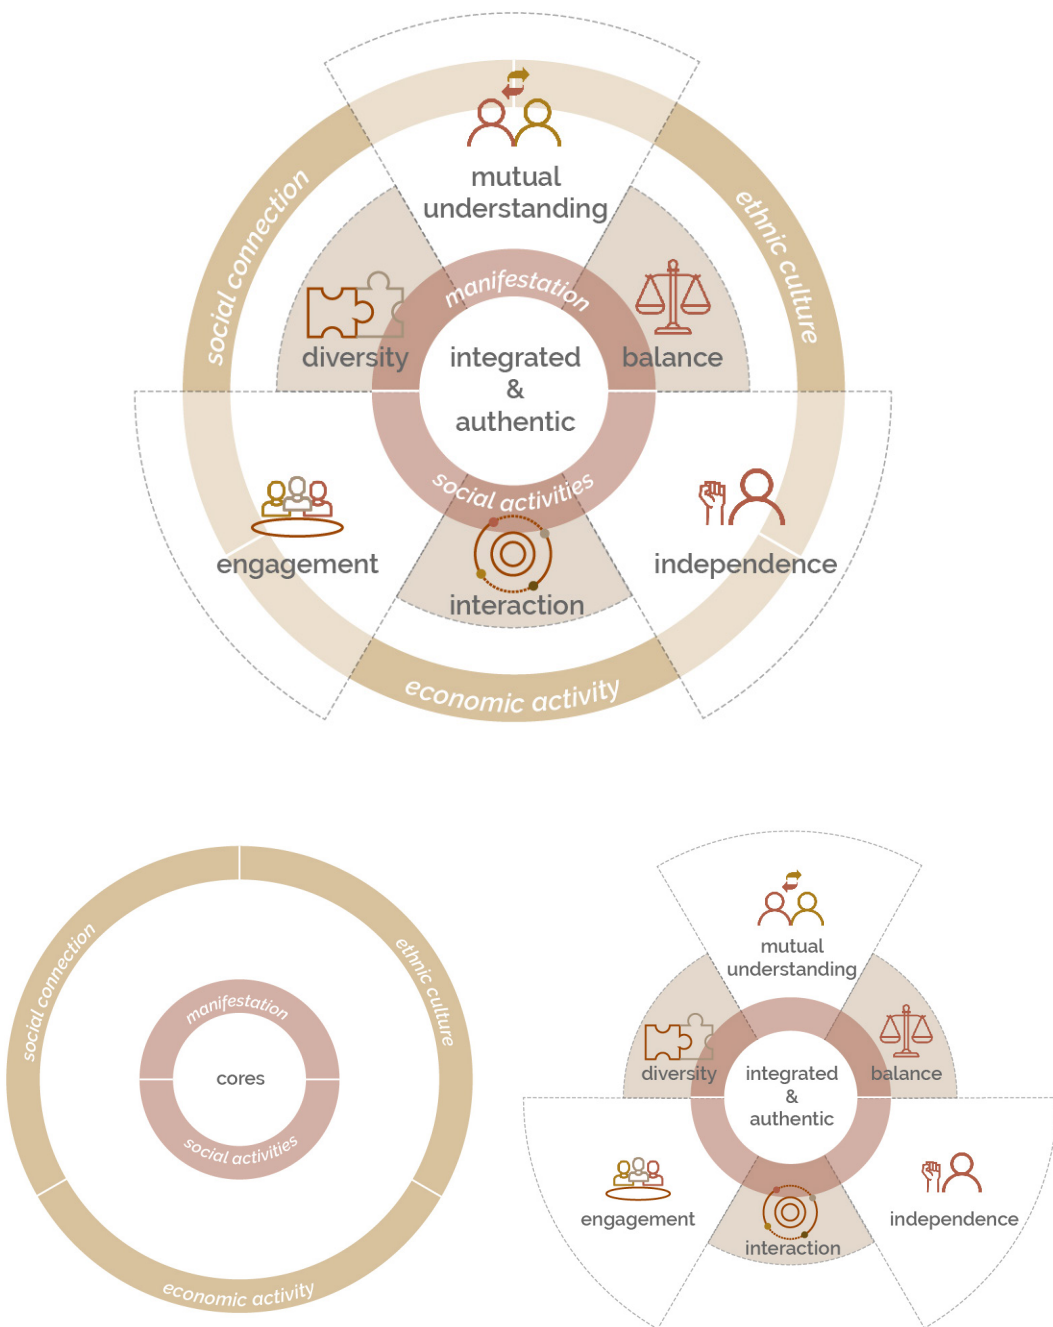 mutual
understanding
social connection
ethnic culture
manifestation
diversity
integrated
&
authentic
balance
social activities
engagement
independence
interaction
economic activity
social connection
ethnic culture
manifestation
cores
social activities
economic activity
mutual
understanding
diversity
integrated
&
authentic
balance
engagement
independence
interaction